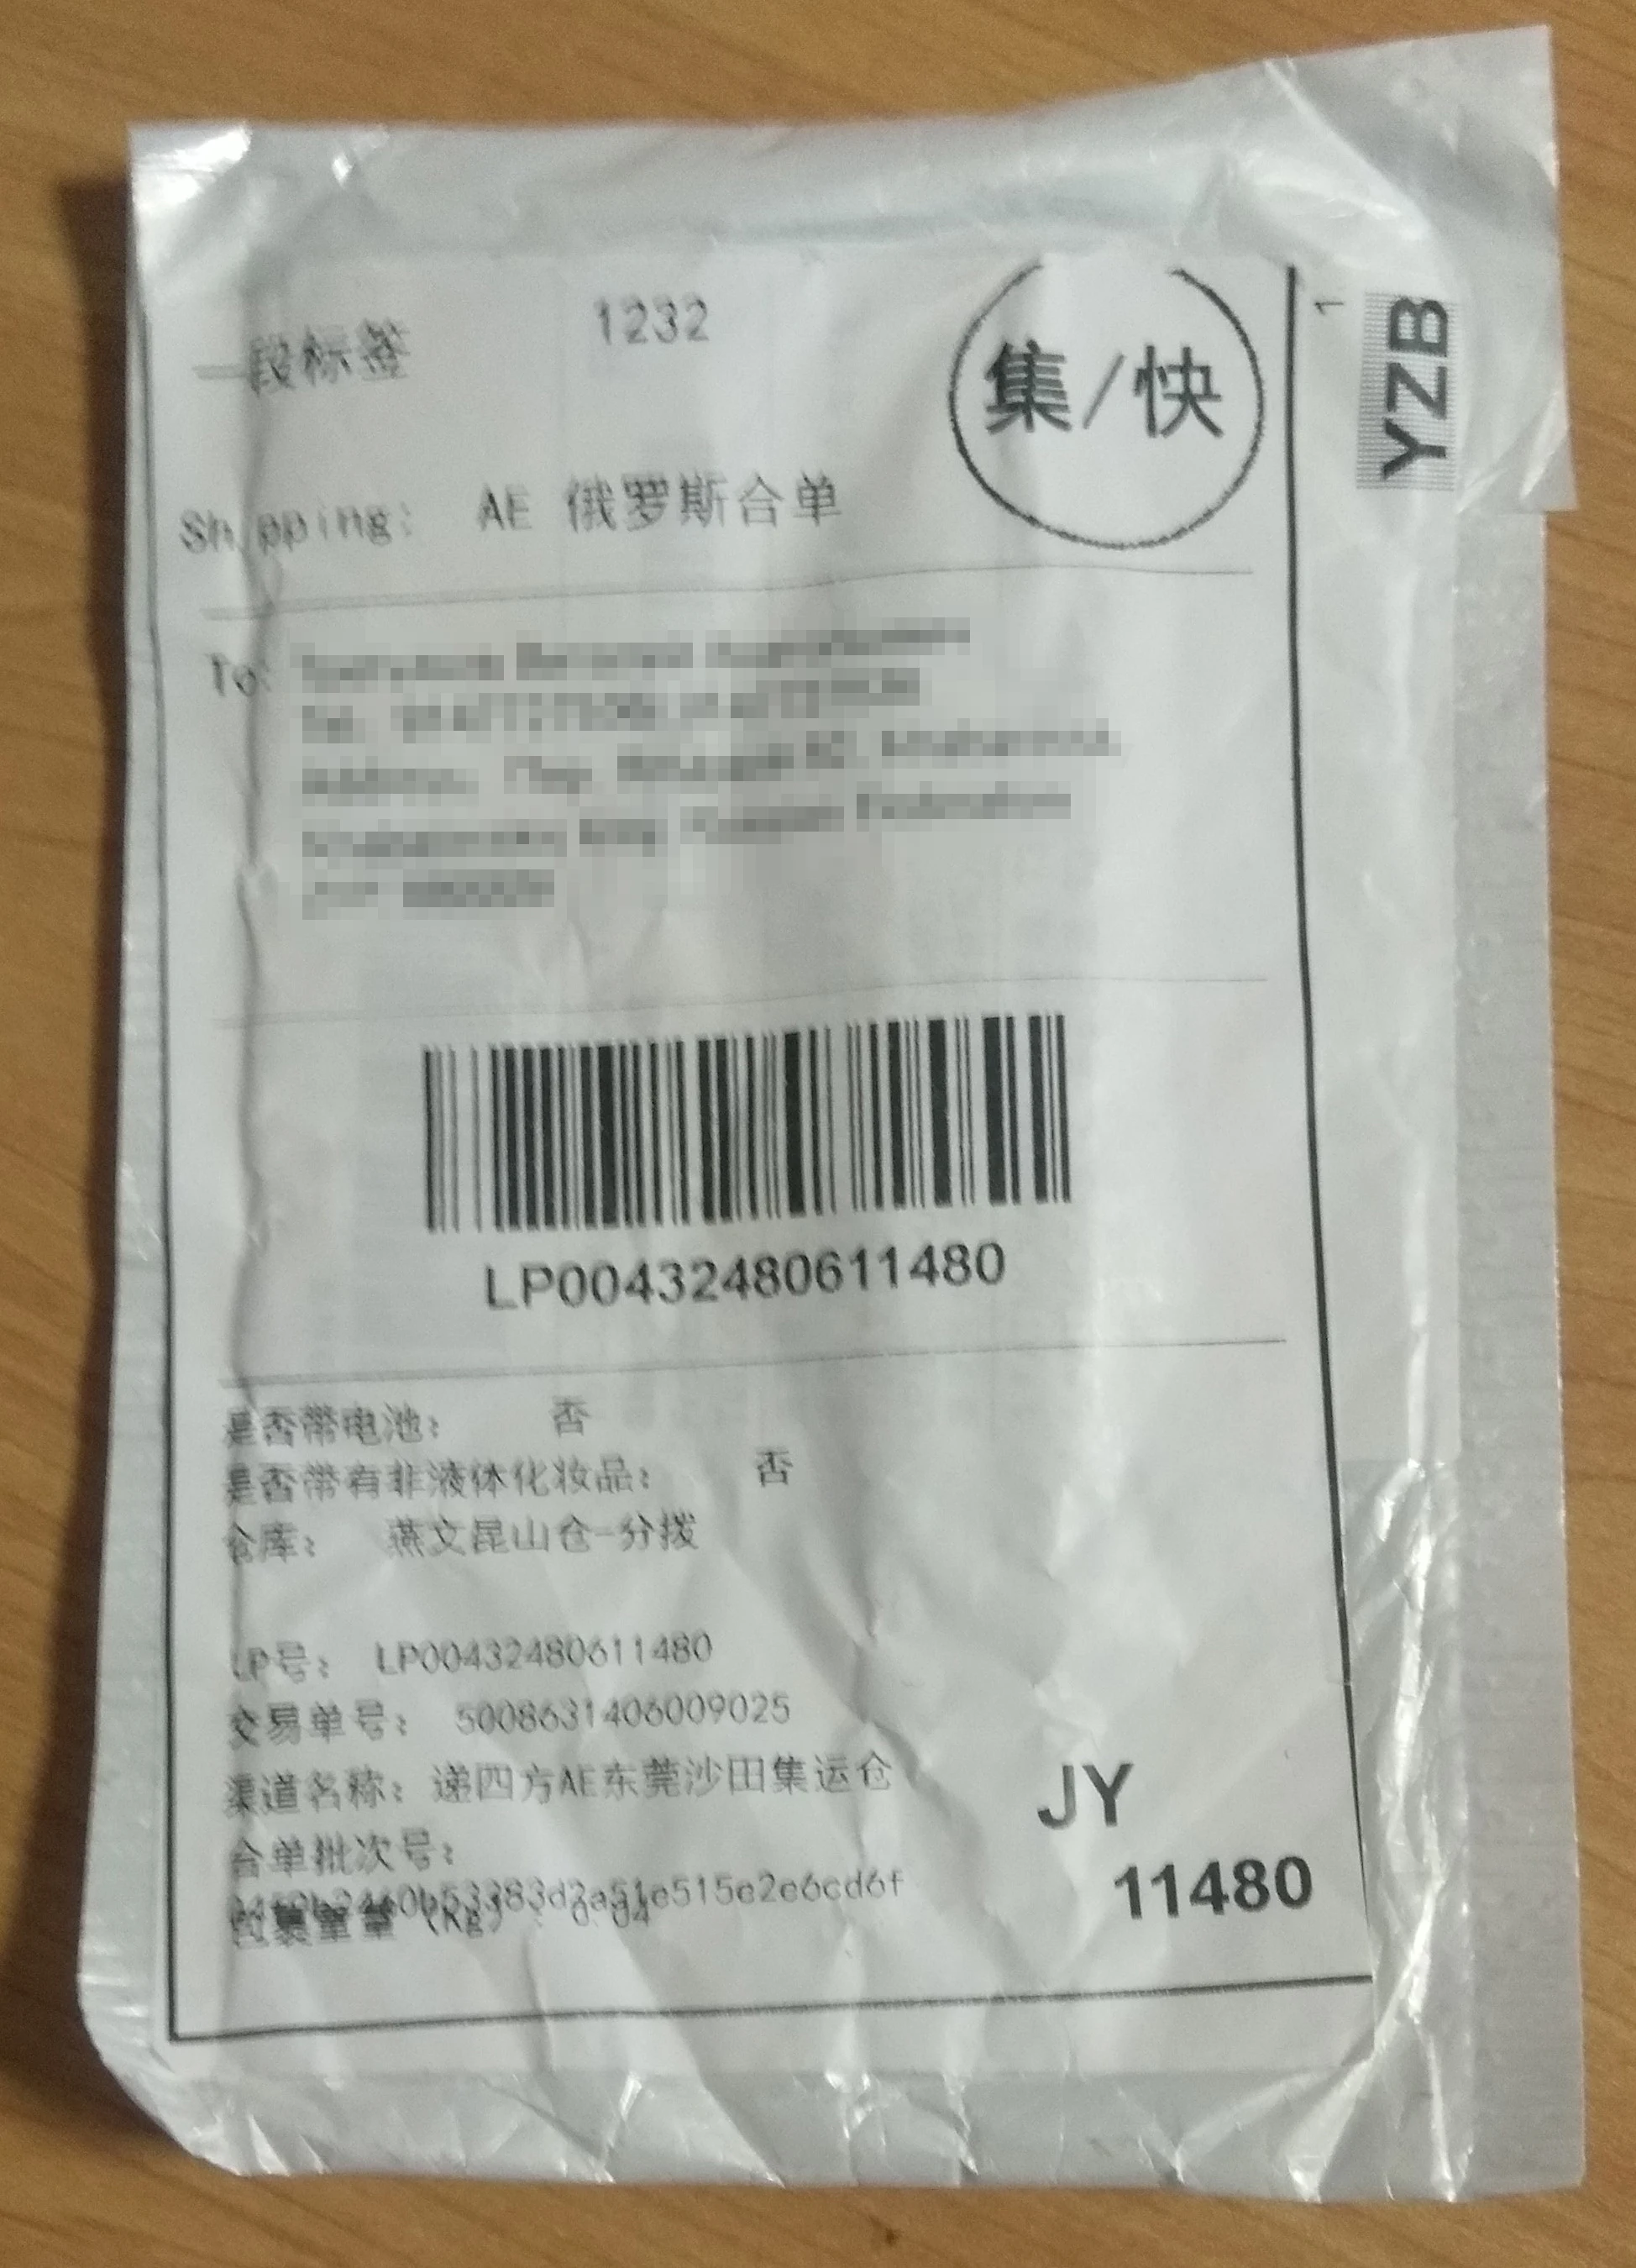 一段标签 1232
集/快
1
YZB
Shipping: AE 俄罗斯合单
To:
LP00432480611480
是否带电池: 否
是否带有非液体化妆品: 否
仓库: 燕文昆山仓-分拨
LP号: LP00432480611480
交易单号: 5008631406009025
渠道名称: 递四方AE东莞沙田集运仓
合单批次号:
包裹重量 (Kg) : 0.04
JY
11480